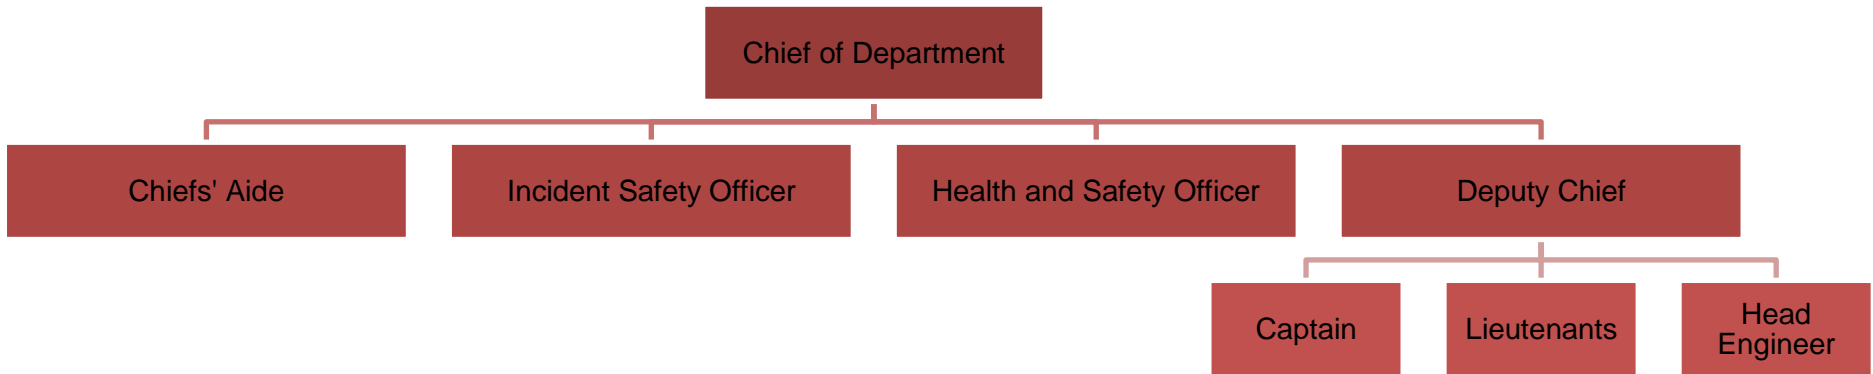 Chief of Department
Chiefs' Aide
Incident Safety Officer
Health and Safety Officer
Deputy Chief
Captain
Lieutenants
Head
Engineer